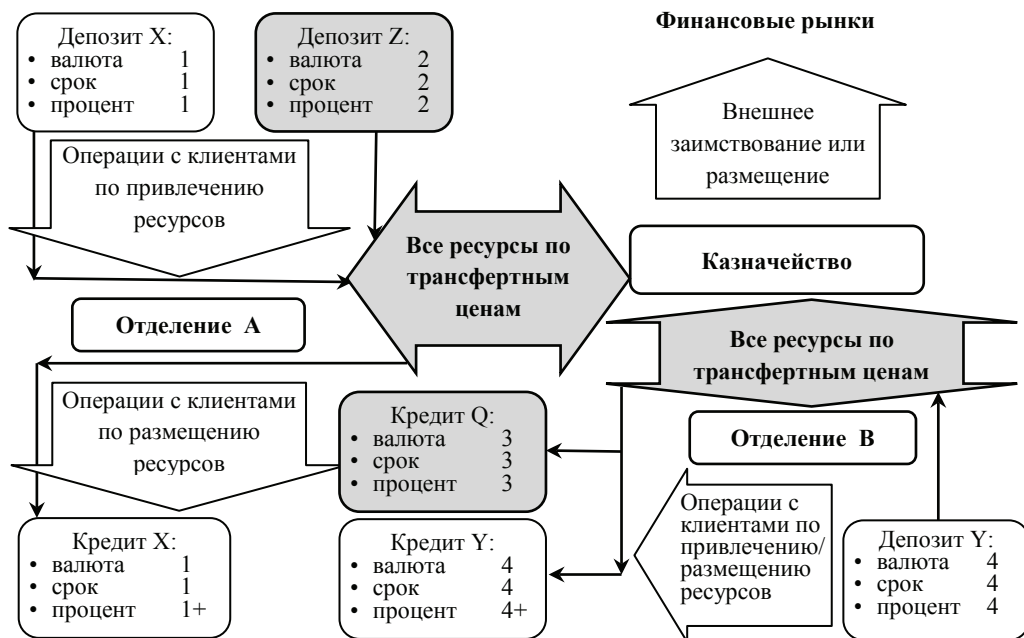 Депозит X:
• валюта 1
• срок 1
• процент 1
Депозит Z:
• валюта 2
• срок 2
• процент 2
Финансовые рынки
Внешнее
заимствование или
размещение
Операции с клиентами
по привлечению
ресурсов
Все ресурсы по
трансфертным
ценам
Казначейство
Отделение А
Все ресурсы по
трансфертным ценам
Операции с клиентами
по размещению
ресурсов
Кредит Q:
• валюта 3
• срок 3
• процент 3
Отделение В
Операции с
клиентами по
привлечению/
размещению
ресурсов
Кредит X:
• валюта 1
• срок 1
• процент 1+
Кредит Y:
• валюта 4
• срок 4
• процент 4+
Депозит Y:
• валюта 4
• срок 4
• процент 4